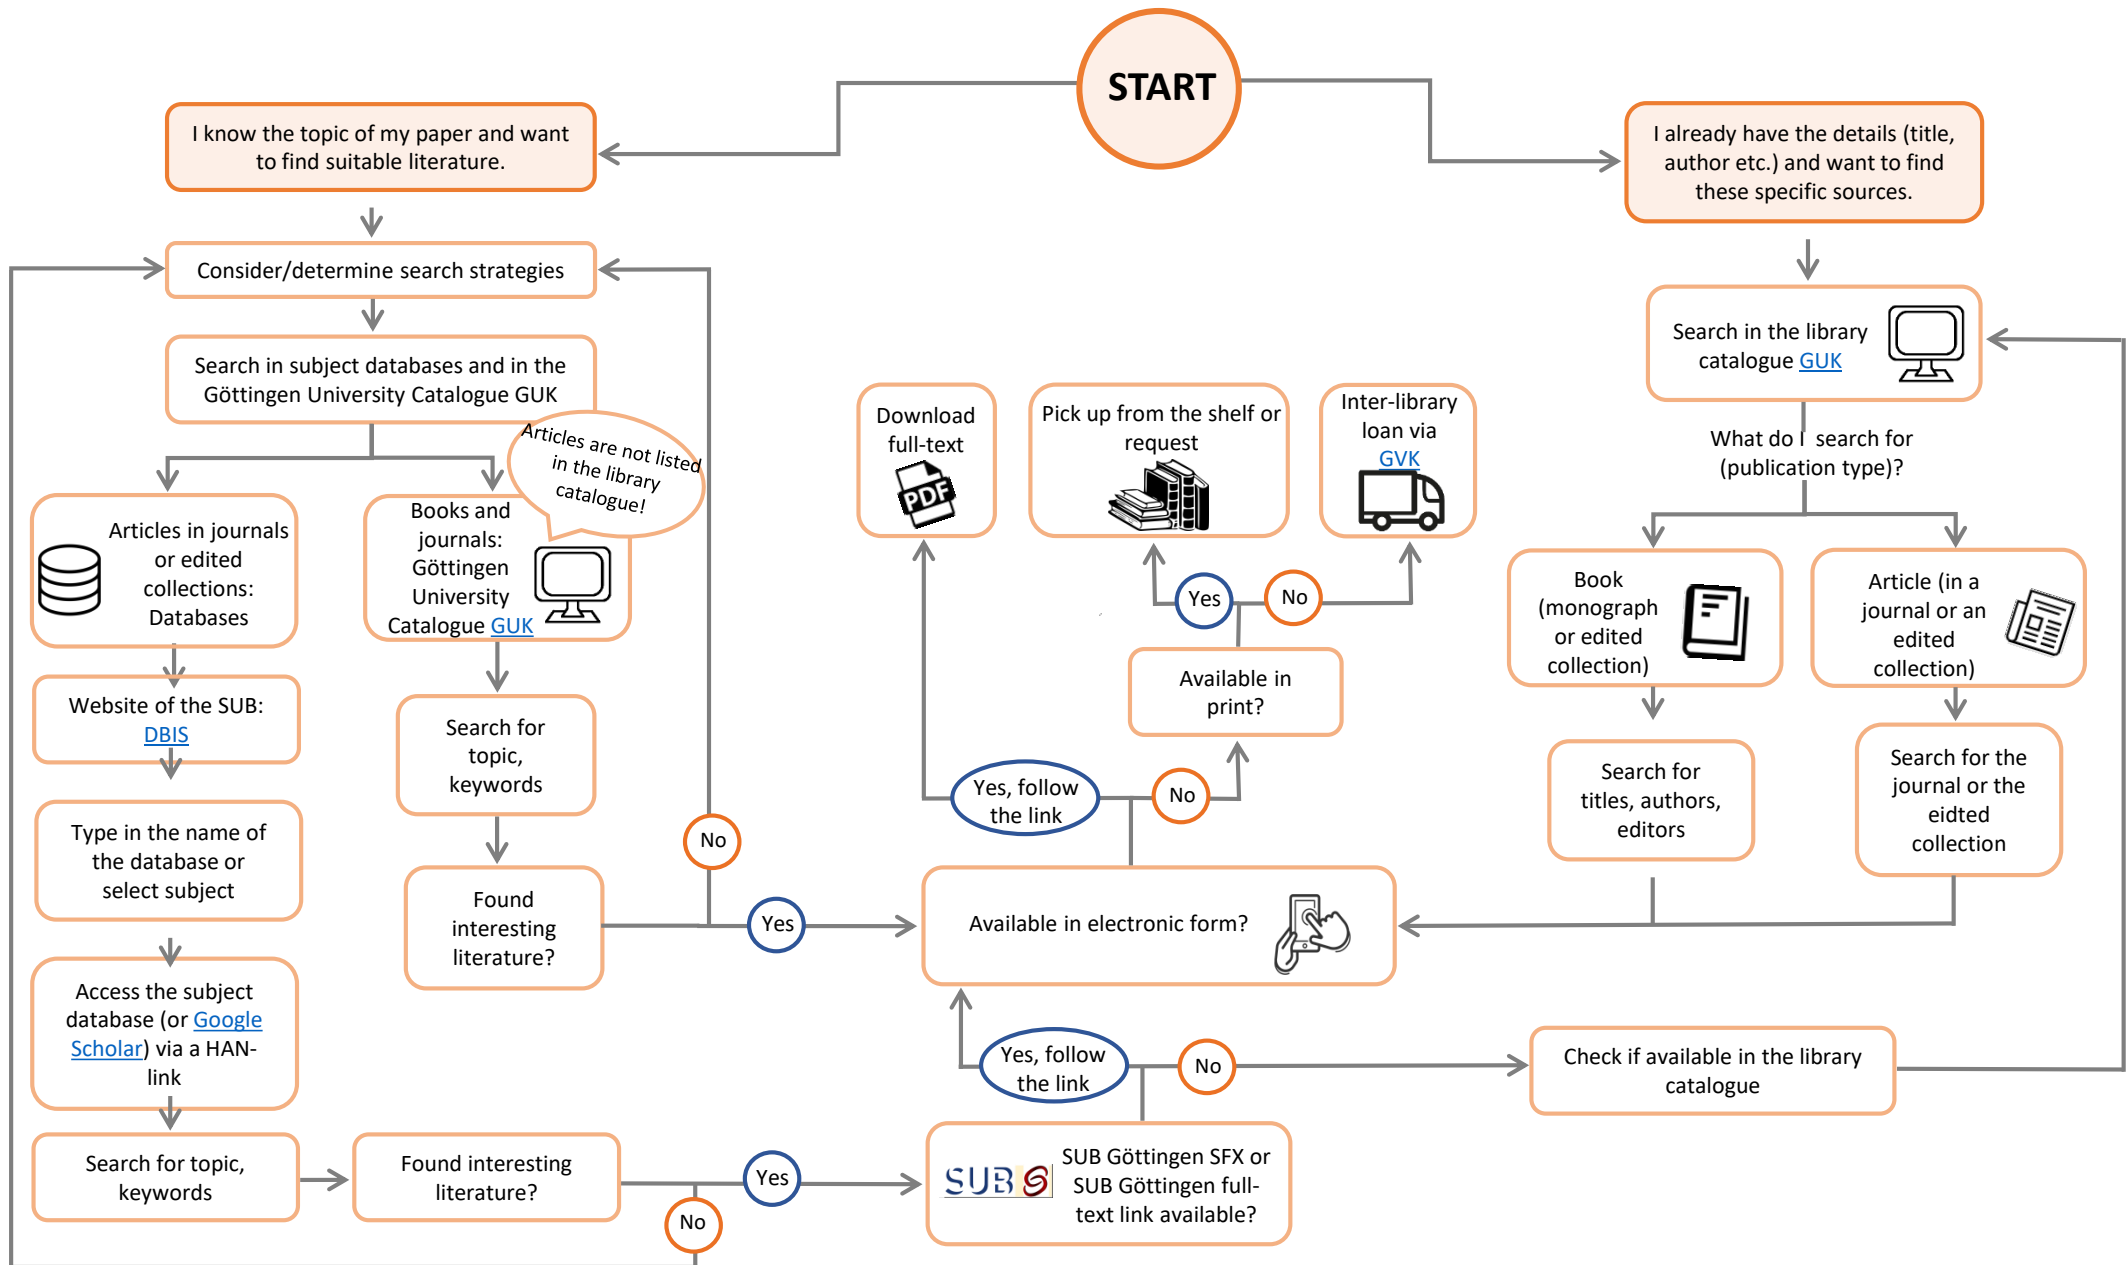 START
I know the topic of my paper and want
to find suitable literature.
I already have the details (title,
author etc.) and want to find
these specific sources.
Consider/determine search strategies
Search in subject databases and in the
Göttingen University Catalogue GUK
Articles are not listed
in the library
catalogue!
Articles in journals
or edited
collections:
Databases
Books and
journals:
Göttingen
University
Catalogue GUK
Website of the SUB:
DBIS
Type in the name of
the database or
select subject
Access the subject
database (or Google
Scholar) via a HAN-
link
Search for topic,
keywords
Found interesting
literature?
Yes
No
Search for
topic,
keywords
Found
interesting
literature?
No
Yes
Download
full-text
PDF
Pick up from the shelf or
request
Inter-library
loan via
GVK
Yes
No
Available in
print?
Yes, follow
the link
No
Available in electronic form?
Yes, follow
the link
No
SUB S
SUB Göttingen SFX or
SUB Göttingen full-
text link available?
Check if available in the library
catalogue
Search in the library
catalogue GUK
What do I  search for
(publication type)?
Book
(monograph
or edited
collection)
Article (in a
journal or an
edited
collection)
Search for
titles, authors,
editors
Search for the
journal or the
eidted
collection